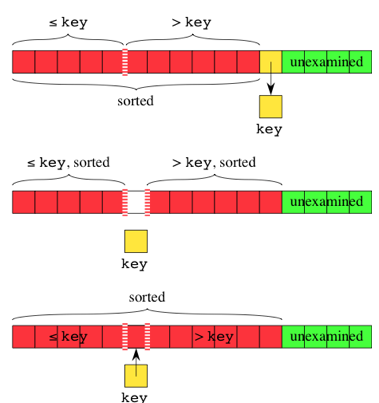 ≤ key > key
unexamined
sorted
key
≤ key, sorted > key, sorted
unexamined
key
sorted
≤ key > key unexamined
key